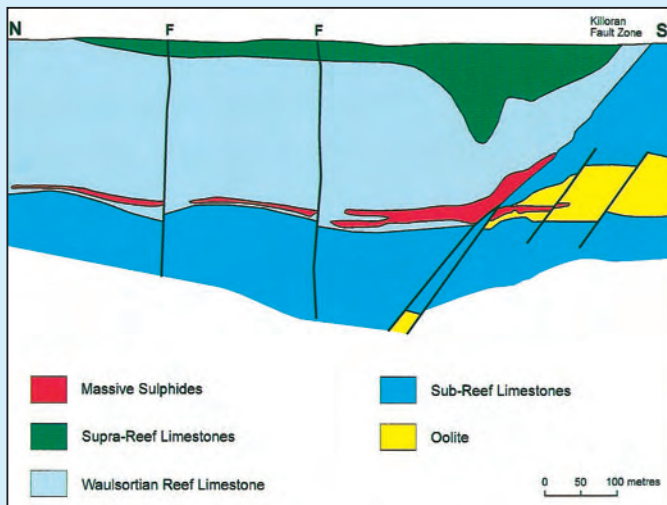 N
F
F
Killoran
Fault Zone
S
Massive Sulphides
Supra-Reef Limestones
Waulsortian Reef Limestone
Sub-Reef Limestones
Oolite
0 50 100 metres